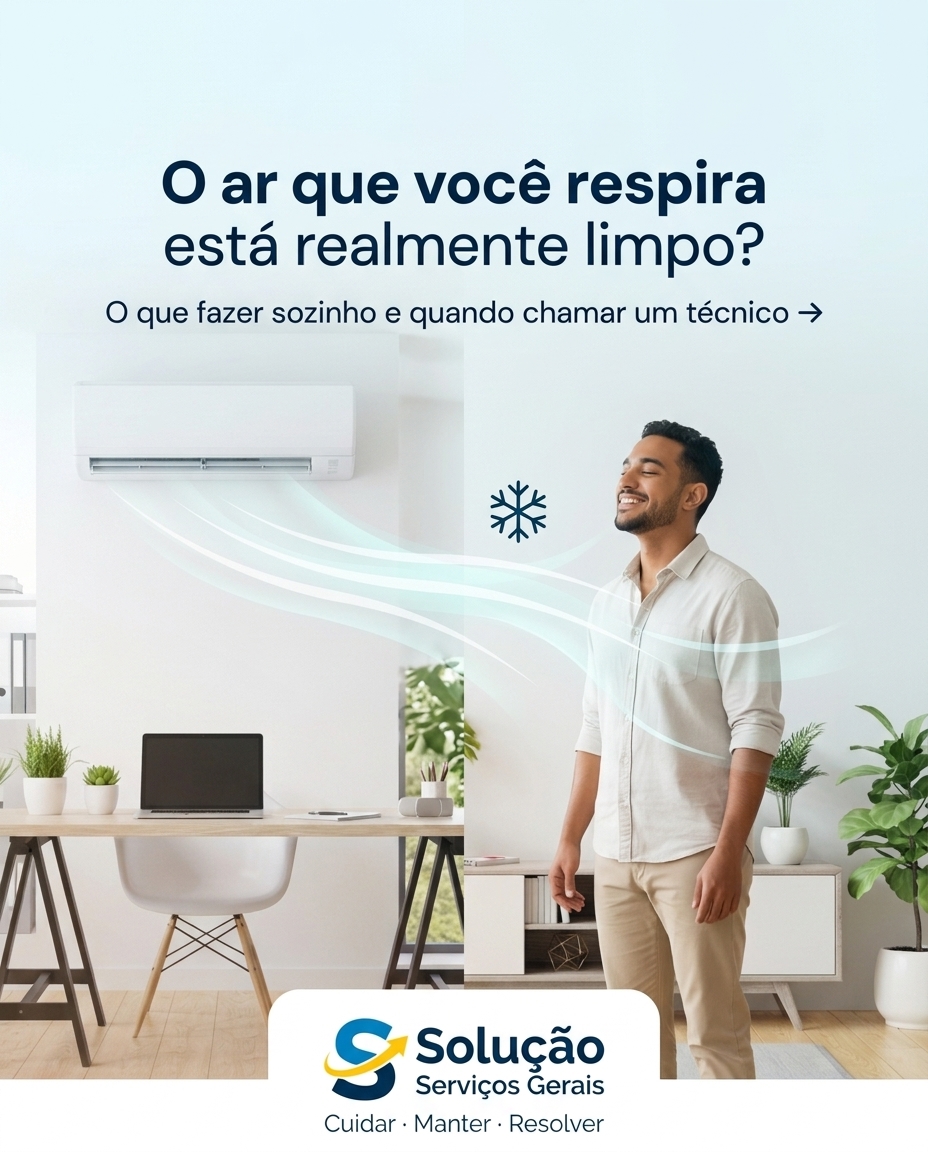 O ar que você respira
está realmente limpo?
O que fazer sozinho e quando chamar um técnico →
Solução
Serviços Gerais
Cuidar · Manter · Resolver